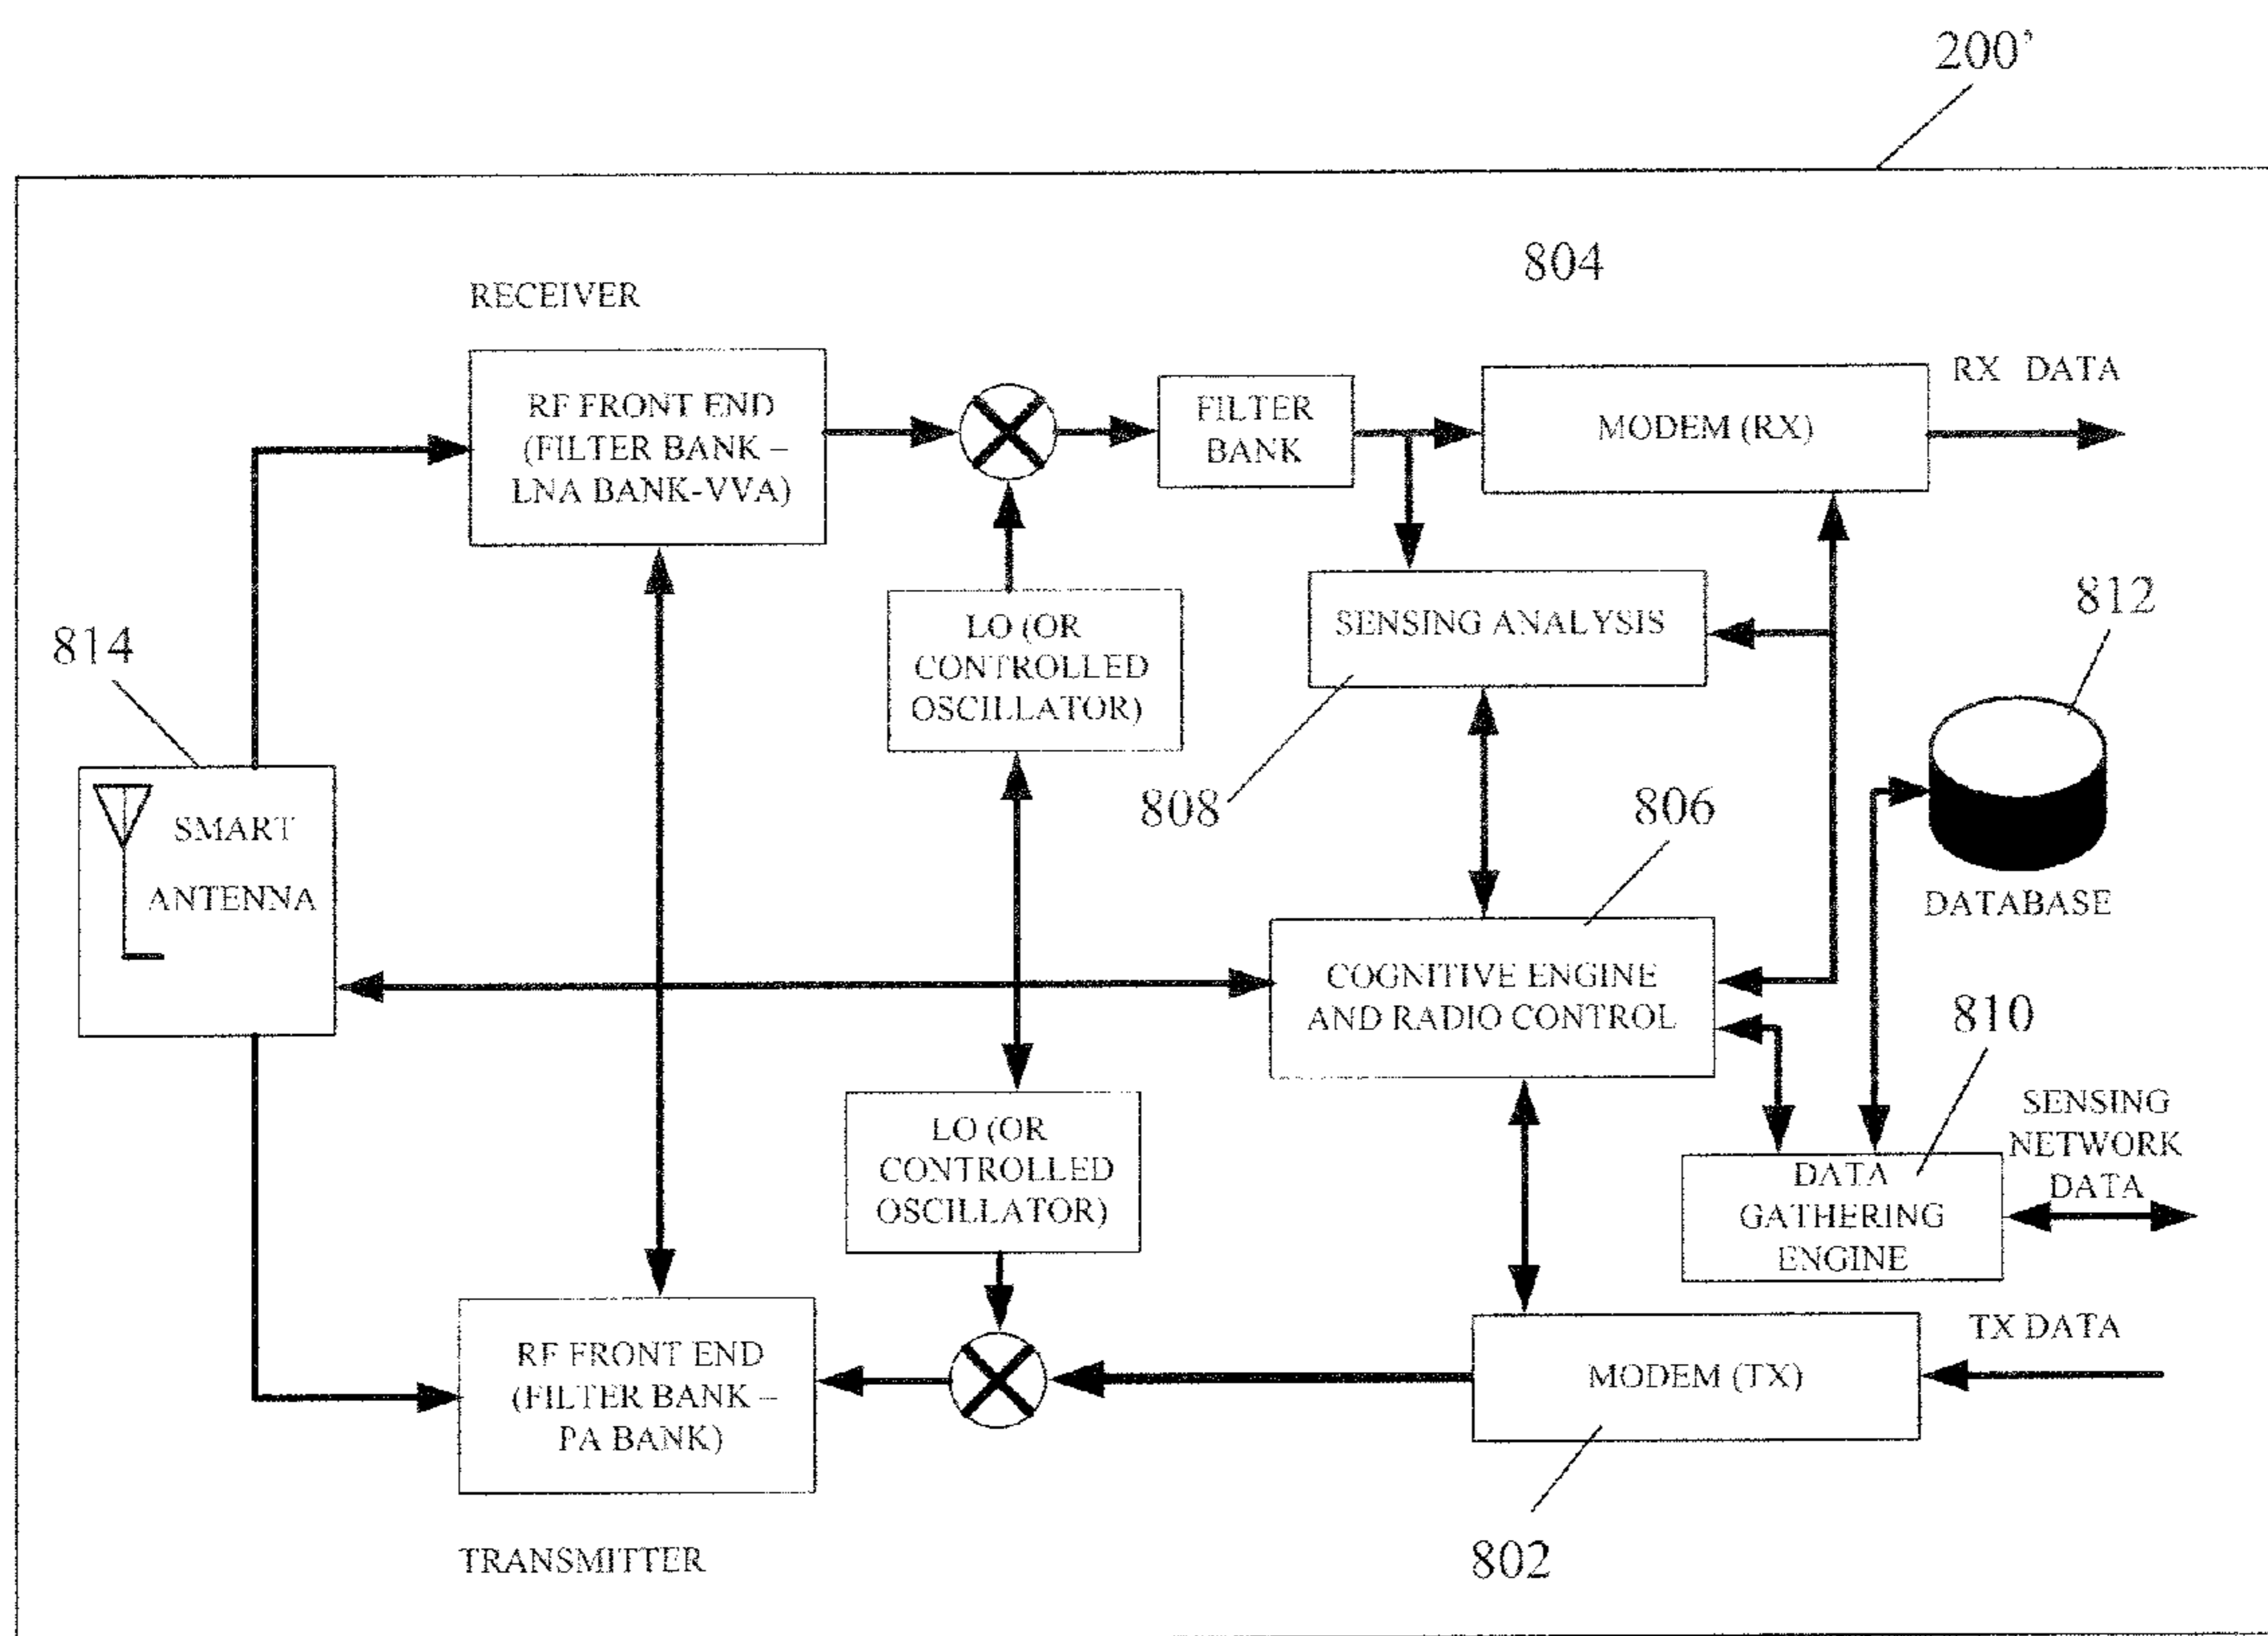 200'
804
RECEIVER
RF FRONT END
(FILTER BANK –
LNA BANK-VVA)
FILTER
BANK
MODEM (RX)
RX DATA
LO (OR
CONTROLLED
OSCILLATOR)
SENSING ANALYSIS
812
814
808
806
SMART
ANTENNA
DATABASE
COGNITIVE ENGINE
AND RADIO CONTROL
810
LO (OR
CONTROLLED
OSCILLATOR)
SENSING
NETWORK
DATA
DATA
GATHERING
ENGINE
RF FRONT END
(FILTER BANK –
PA BANK)
MODEM (TX)
TX DATA
TRANSMITTER
802